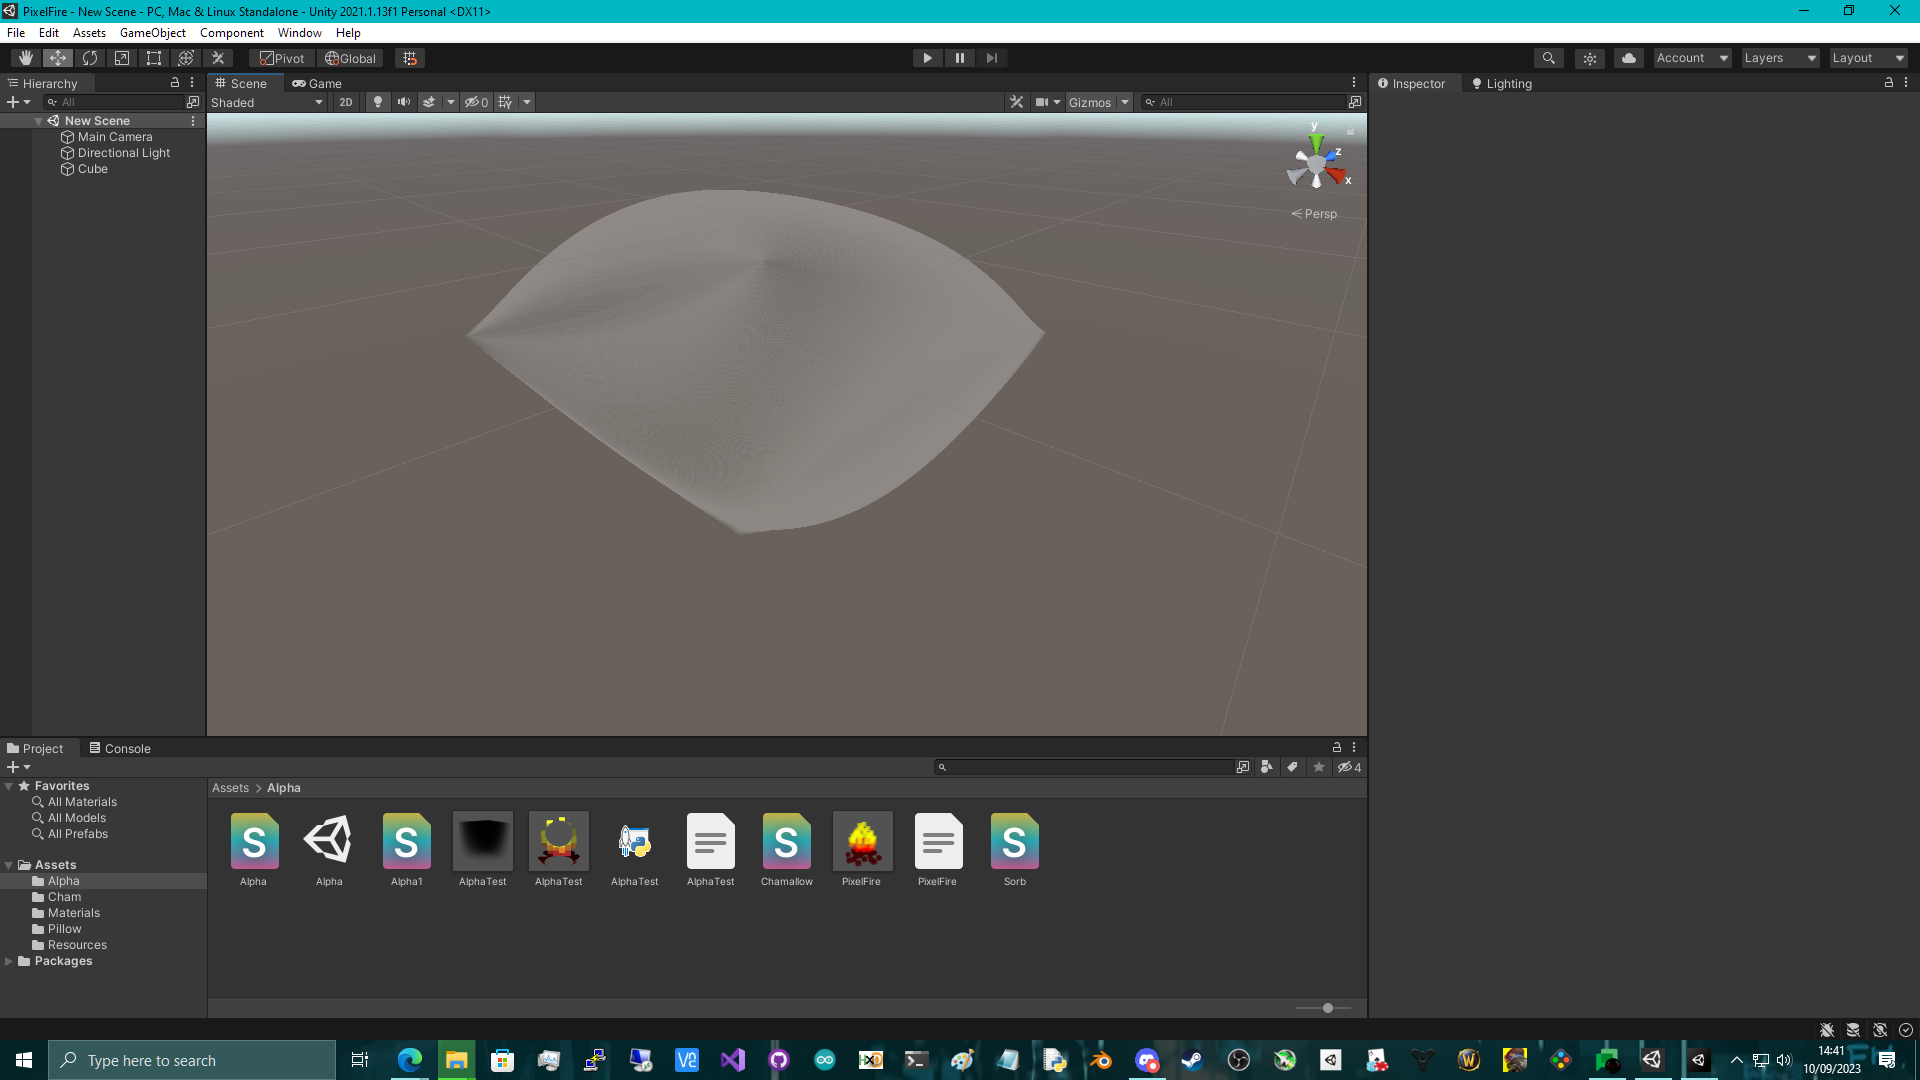 PixelFire - New Scene - PC, Mac & Linux Standalone - Unity 2021.1.13f1 Personal <DX11>
File Edit Assets GameObject Component Window Help
Pivot Global Account Layers Layout
Hierarchy
All
New Scene
Main Camera
Directional Light
Cube
Scene Game
Shaded 2D 0 Gizmos All
y
z
x
Persp
Inspector Lighting
Project Console
4
Favorites
All Materials
All Models
All Prefabs
Assets
Alpha
Cham
Materials
Pillow
Resources
Packages
Assets > Alpha
S S S S
Alpha Alpha Alpha1 AlphaTest AlphaTest AlphaTest AlphaTest Chamallow PixelFire PixelFire Sorb
Type here to search
14:41
10/09/2023